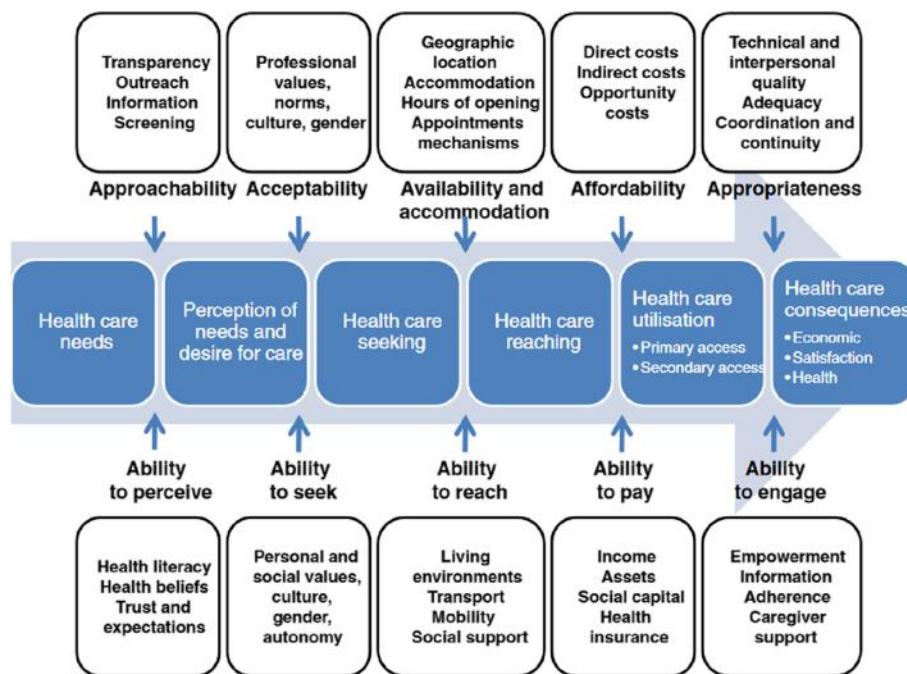 Transparency
Outreach
Information
Screening
Professional
values,
norms,
culture, gender
Geographic
location
Accommodation
Hours of opening
Appointments
mechanisms
Direct costs
Indirect costs
Opportunity
costs
Technical and
interpersonal
quality
Adequacy
Coordination and
continuity
Approachability
Acceptability
Availability and
accommodation
Affordability
Appropriateness
Health care
needs
Perception of
needs and
desire for care
Health care
seeking
Health care
reaching
Health care
utilisation
•Primary access
•Secondary access
Health care
consequences
•Economic
•Satisfaction
•Health
Ability
to perceive
Ability
to seek
Ability
to reach
Ability
to pay
Ability
to engage
Health literacy
Health beliefs
Trust and
expectations
Personal and
social values,
culture,
gender,
autonomy
Living
environments
Transport
Mobility
Social support
Income
Assets
Social capital
Health
insurance
Empowerment
Information
Adherence
Caregiver
support